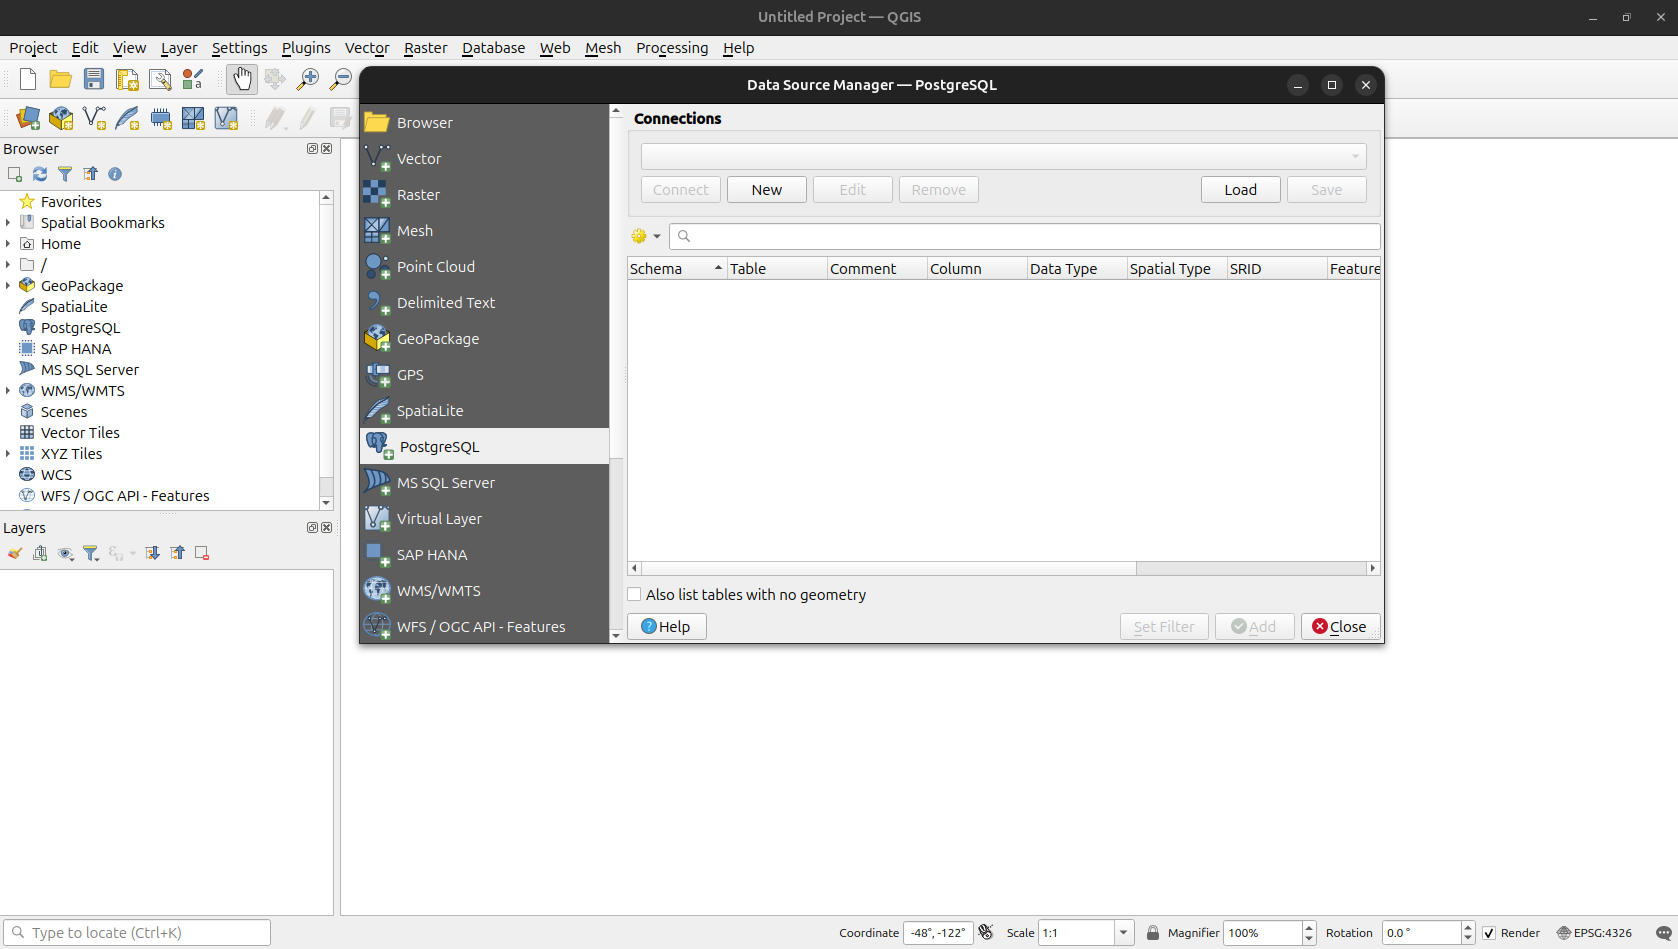 Untitled Project — QGIS
Project Edit View Layer Settings Plugins Vector Raster Database Web Mesh Processing Help
Data Source Manager — PostgreSQL
Browser
Favorites
Spatial Bookmarks
Home
/
GeoPackage
SpatiaLite
PostgreSQL
SAP HANA
MS SQL Server
WMS/WMTS
Scenes
Vector Tiles
XYZ Tiles
WCS
WFS / OGC API - Features
Layers
Browser
Vector
Raster
Mesh
Point Cloud
Delimited Text
GeoPackage
GPS
SpatiaLite
PostgreSQL
MS SQL Server
Virtual Layer
SAP HANA
WMS/WMTS
WFS / OGC API - Features
Connections
Connect New Edit Remove Load Save
Schema Table Comment Column Data Type Spatial Type SRID Feature
Also list tables with no geometry
Help Set Filter Add Close
Type to locate (Ctrl+K) Coordinate -48°,-122° Scale 1:1 Magnifier 100% Rotation 0.0 ° Render EPSG:4326